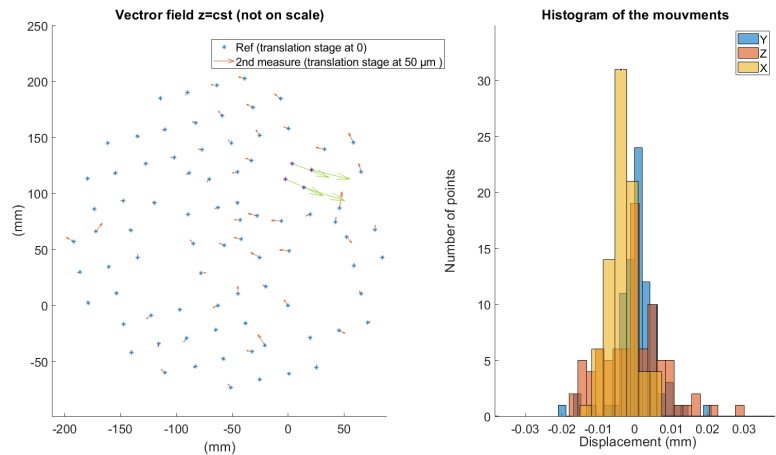 Vectror field z=cst (not on scale)
Ref (translation stage at 0)
2nd measure (translation stage at 50 µm )
250
200
150
100
50
0
-50
(mm)
-200
-150
-100
-50
0
50
(mm)
Histogram of the mouvments
Y
Z
X
30
25
20
15
10
5
0
Number of points
-0.03
-0.02
-0.01
0
0.01
0.02
0.03
Displacement (mm)